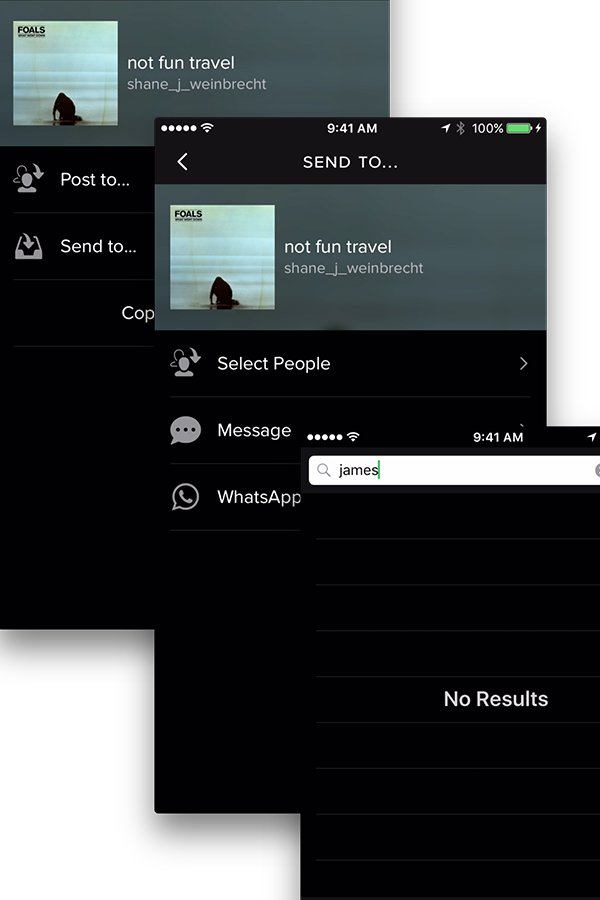 FOALS
not fun travel
shane_j_weinbrecht
Post to...
Send to...
Cop
9:41 AM
100%
SEND TO...
FOALS
not fun travel
shane_j_weinbrecht
Select People
Message
WhatsApp
9:41 AM
james
No Results